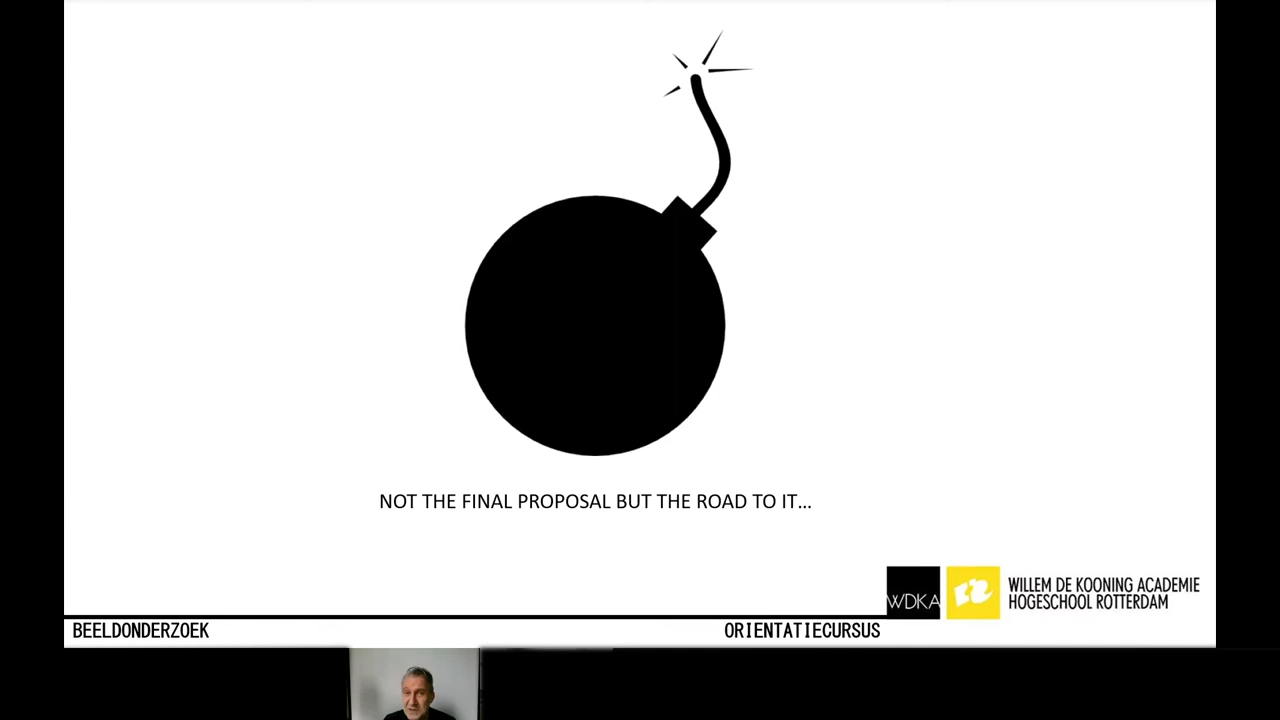 NOT THE FINAL PROPOSAL BUT THE ROAD TO IT...
WDKA
WILLEM DE KOONING ACADEMIE
HOGESCHOOL ROTTERDAM
BEELDONDERZOEK
ORIENTATIECURSUS